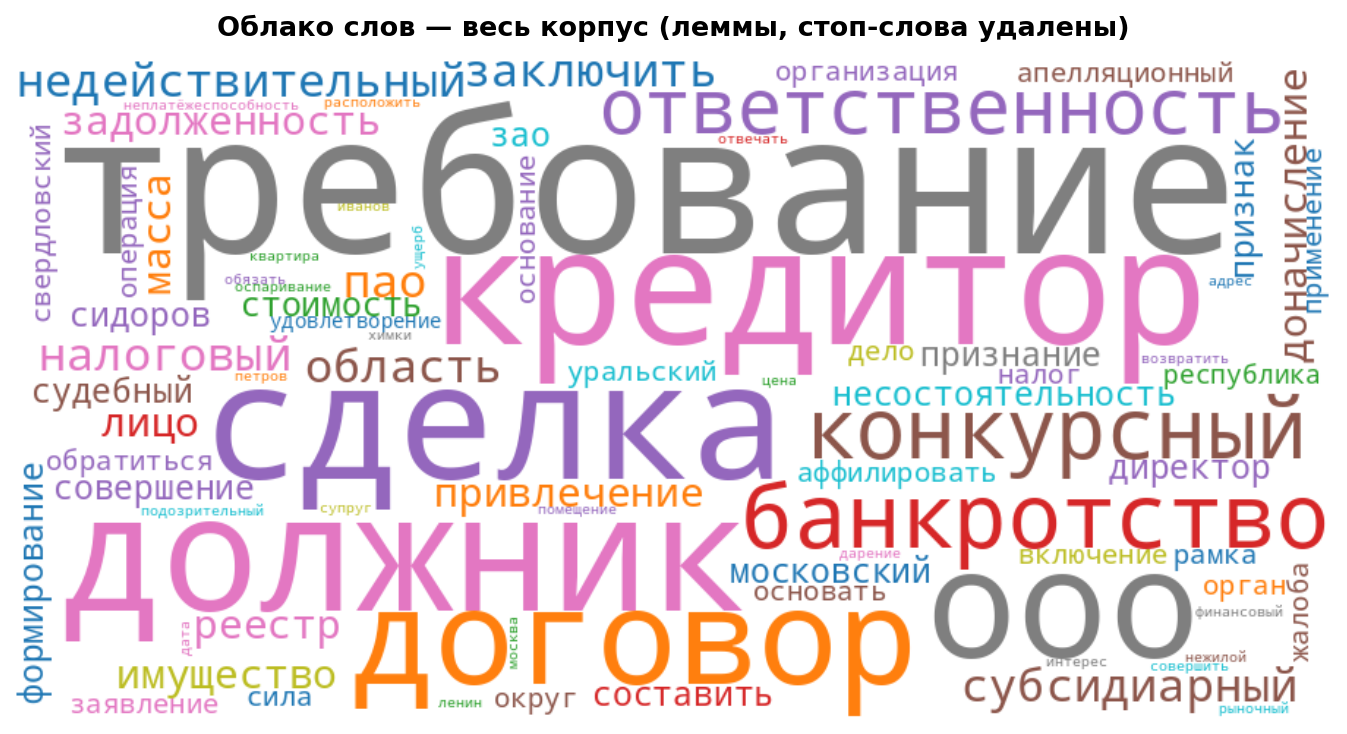 Облако слов — весь корпус (леммы, стоп-слова удалены)
недействительный
заключить
организация
апелляционный
неплатёжеспособность
расположить
задолженность
зао
ответственность
отвечать
требование
свердловский
операция
масса
иванов
ущерб
основание
признак
доначисление
применение
квартира
обязать
оспаривание
пао
стоимость
сидоров
удовлетворение
химки
кредитор
адрес
налоговый
область
дело
признание
возвратить
судебный
петров
уральский
цена
налог
республика
несостоятельность
лицо
сделка
конкурсный
обратиться
совершение
аффилировать
директор
привлечение
подозрительный
супруг
помещение
банкротство
формирование
должник
дарение
включение
рамка
московский
основать
ооо
орган
финансовый
жалоба
дата
реестр
договор
москва
интерес
нежилой
совершить
имущество
субсидиарный
заявление
сила
ленин
округ
составить
рыночный